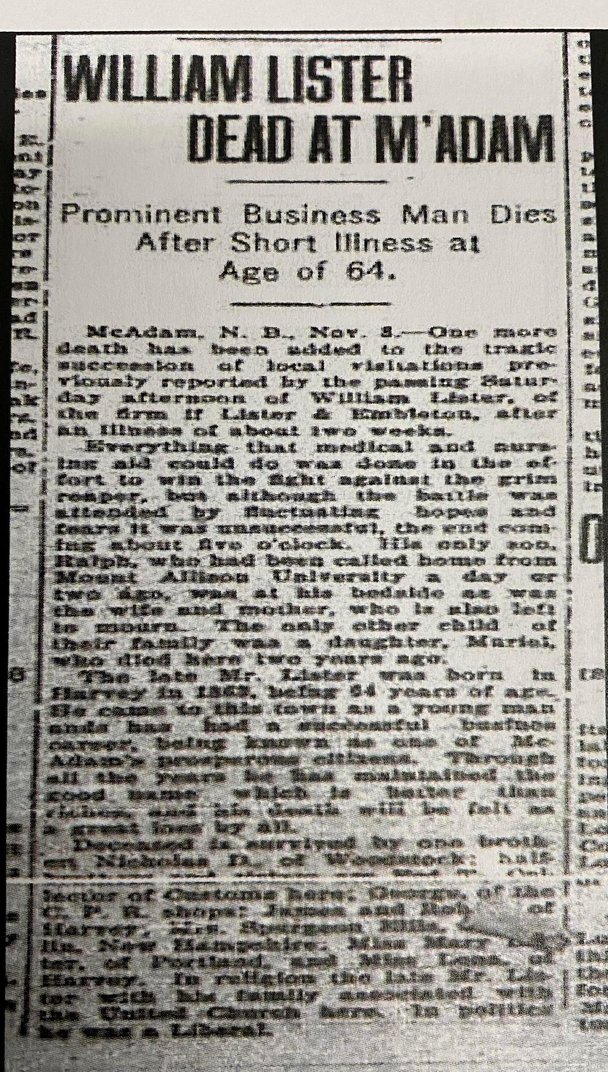 WILLIAM LISTER
DEAD AT M'ADAM
Prominent Business Man Dies
After Short Illness at
Age of 64.
McAdam, N. B., Nov. 8.—One more
death has been added to the tragic
succession of local visitations pre-
viously reported by the passing Satur-
day afternoon of William Lister, of
the firm if Lister & Embleton, after
an illness of about two weeks.
Everything that medical and nurs-
ing aid could do was done in the ef-
fort to win the fight against the grim
reaper, but although the battle was
attended by fluctuating hopes and
fears it was unsuccessful, the end com-
ing about five o'clock. His only son,
Ralph, who had been called home from
Mount Allison University a day or
two ago, was at his bedside as was
the wife and mother, who is also left
to mourn. The only other child of
their family was a daughter, Muriel,
who died here two years ago.
The late Mr. Lister was born in
Harvey in being 64 years of age.
He came to this town as a young man
ands has had a successful
career, being known as one of Mc-
Adam's prosperous citizens. Through
all the years he has maintained the
good name which is better than
riches, and his death will be felt as
a great loss by all.
Deceased is survived by one broth-
er, Nicholas D., of Woodstock; half-
lector of Customs here; George, of the
C. P. R. shops; James and of
Harvey, Mrs. Spurgeon
New Hampshire; Miss Mary
ter, of Portland, and Miss Lena, of
Harvey. In religion the late Mr. Lis-
ter with his family associated with
the United Church here. In politics
he was a Liberal.